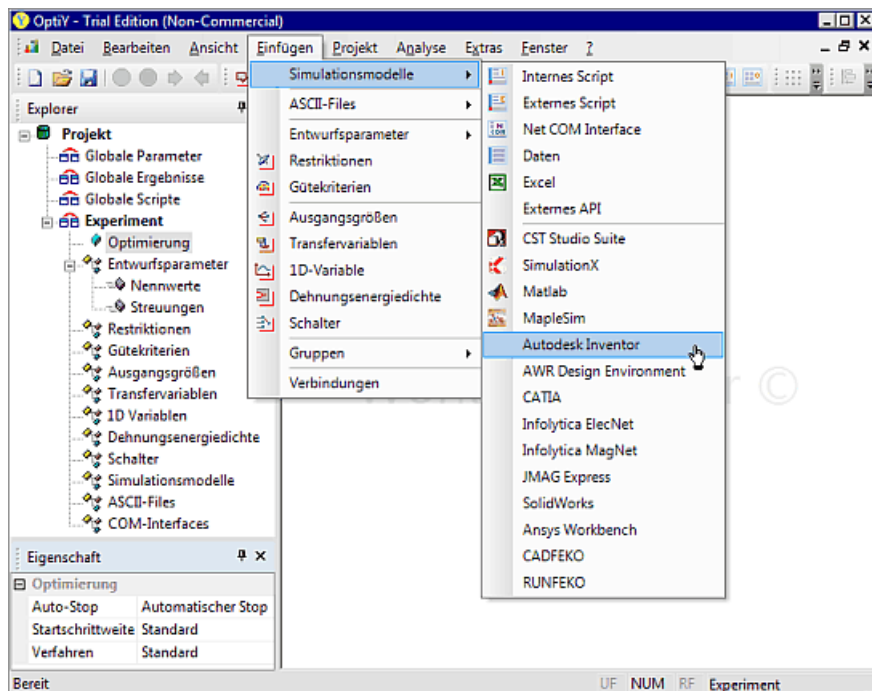 OptiY - Trial Edition (Non-Commercial)
Datei Bearbeiten Ansicht Einfügen Projekt Analyse Extras Fenster ?
Explorer
Projekt
Globale Parameter
Globale Ergebnisse
Globale Scripte
Experiment
Optimierung
Entwurfsparameter
Nennwerte
Streuungen
Restriktionen
Gütekriterien
Ausgangsgrößen
Transfervariablen
1D Variablen
Dehnungsenergiedichte
Schalter
Simulationsmodelle
ASCII-Files
COM-Interfaces
Eigenschaft
Optimierung
Auto-Stop Automatischer Stop
Startschrittweite Standard
Verfahren Standard
Simulationsmodelle
ASCII-Files
Entwurfsparameter
Restriktionen
Gütekriterien
Ausgangsgrößen
Transfervariablen
1D-Variable
Dehnungsenergiedichte
Schalter
Gruppen
Verbindungen
Internes Script
Externes Script
Net COM Interface
Daten
Excel
Externes API
CST Studio Suite
SimulationX
Matlab
MapleSim
Autodesk Inventor
AWR Design Environment
CATIA
Infolytica ElecNet
Infolytica MagNet
JMAG Express
SolidWorks
Ansys Workbench
CADFEKO
RUNFEKO
©
Bereit UF NUM RF Experiment